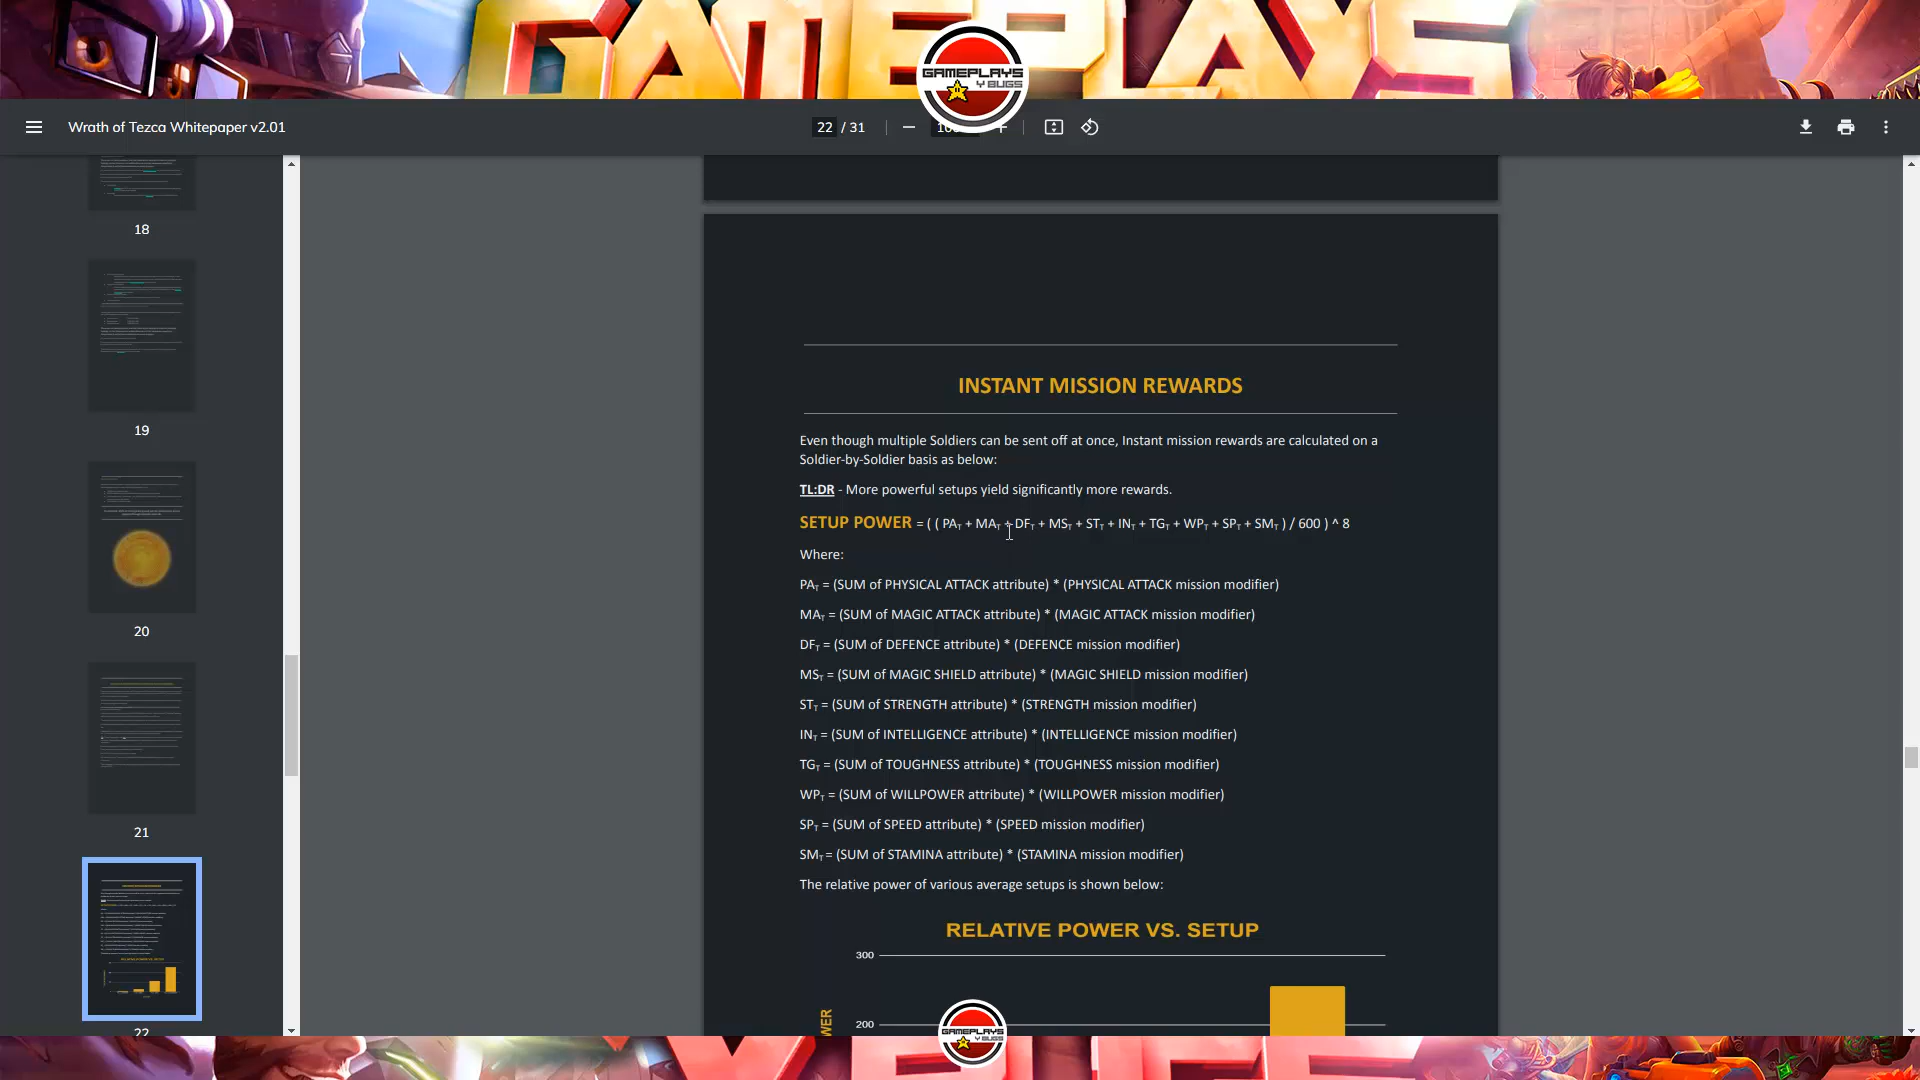 GAMEPLAYS
GAMEPLAYS
Y BUGS
Wrath of Tezca Whitepaper v2.01
22 / 31
18
19
20
21
22
INSTANT MISSION REWARDS
Even though multiple Soldiers can be sent off at once, Instant mission rewards are calculated on a
Soldier-by-Soldier basis as below:
TL:DR - More powerful setups yield significantly more rewards.
SETUP POWER = ( ( PAT + MAT + DFT + MST + STT + INT + TGT + WPT + SPT + SMT ) / 600 ) ^ 8
Where:
PAT = (SUM of PHYSICAL ATTACK attribute) * (PHYSICAL ATTACK mission modifier)
MAT = (SUM of MAGIC ATTACK attribute) * (MAGIC ATTACK mission modifier)
DFT = (SUM of DEFENCE attribute) * (DEFENCE mission modifier)
MST = (SUM of MAGIC SHIELD attribute) * (MAGIC SHIELD mission modifier)
STT = (SUM of STRENGTH attribute) * (STRENGTH mission modifier)
INT = (SUM of INTELLIGENCE attribute) * (INTELLIGENCE mission modifier)
TGT = (SUM of TOUGHNESS attribute) * (TOUGHNESS mission modifier)
WPT = (SUM of WILLPOWER attribute) * (WILLPOWER mission modifier)
SPT = (SUM of SPEED attribute) * (SPEED mission modifier)
SMT = (SUM of STAMINA attribute) * (STAMINA mission modifier)
The relative power of various average setups is shown below:
RELATIVE POWER VS. SETUP
300
200
GAMEPLAYS
Y BUGS